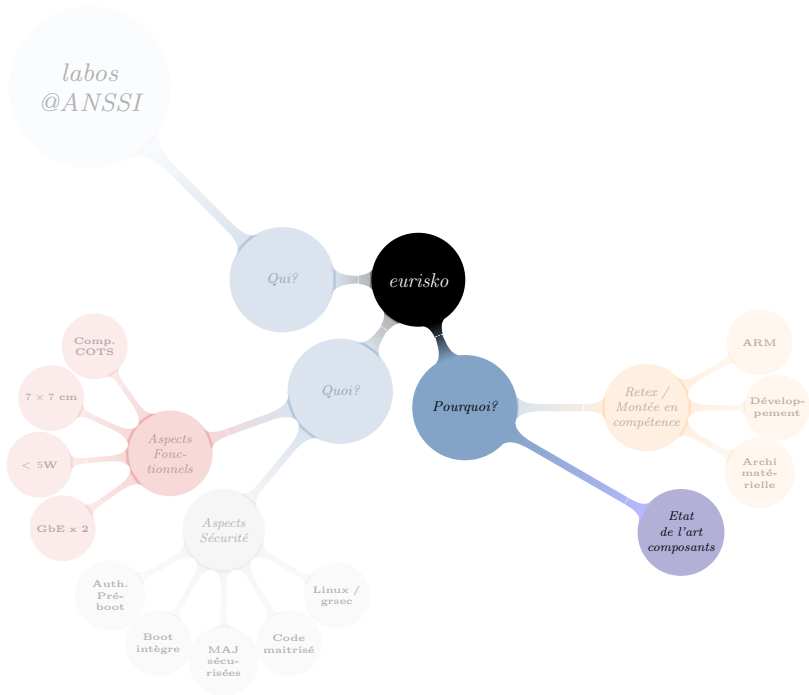 labos
@ANSSI
Qui?
eurisko
Quoi?
Pourquoi?
Comp.
COTS
7 × 7 cm
< 5W
GbE x 2
Aspects
Fonc-
tionnels
Aspects
Sécurité
Auth.
Pré-
boot
Boot
intègre
MAJ
sécu-
risées
Code
maitrisé
Linux /
grsec
Retex /
Montée en
compétence
ARM
Dévelop-
pement
Archi
maté-
rielle
Etat
de l'art
composants